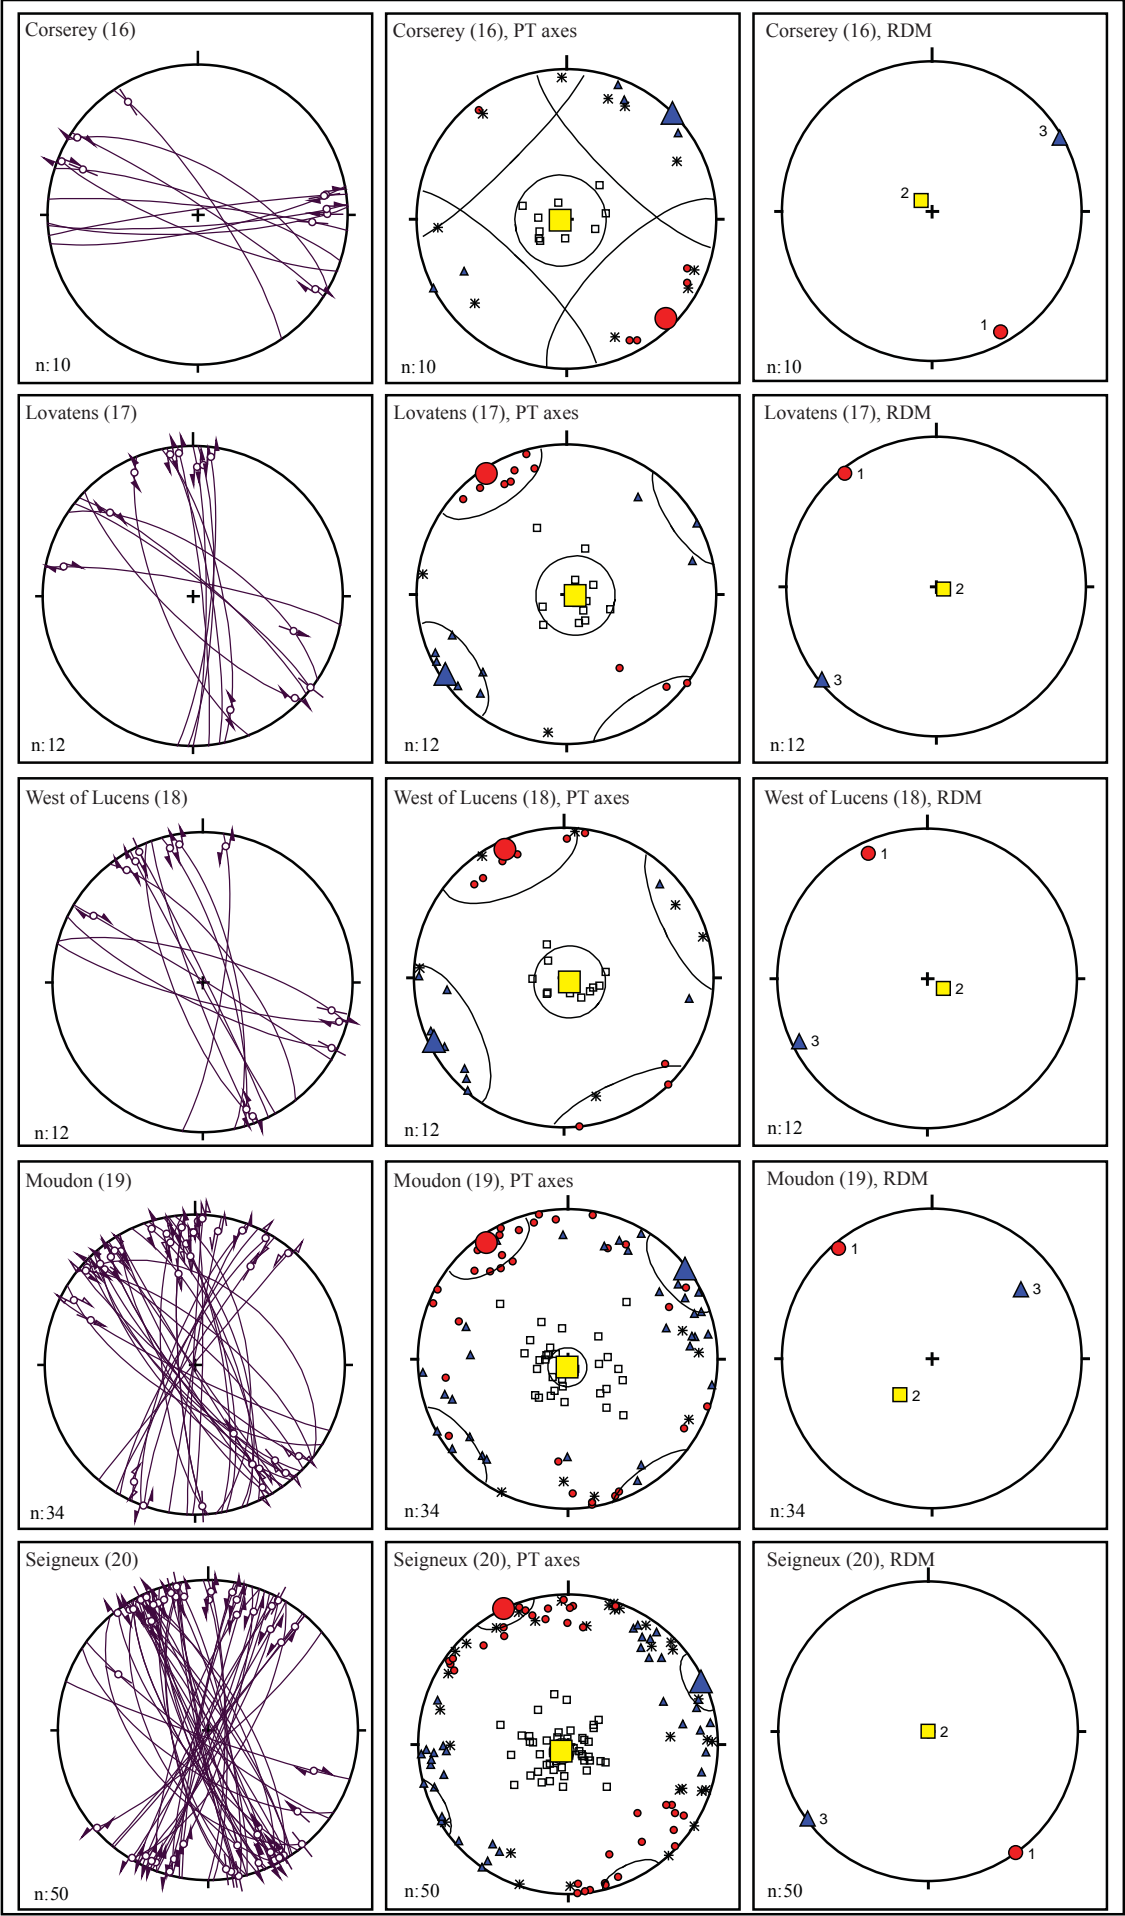 Corserey (16)
n:10
Corserey (16), PT axes
n:10
Corserey (16), RDM
3
2
1
n:10
Lovatens (17)
n:12
Lovatens (17), PT axes
n:12
Lovatens (17), RDM
1
2
3
n:12
West of Lucens (18)
n:12
West of Lucens (18), PT axes
n:12
West of Lucens (18), RDM
1
2
3
n:12
Moudon (19)
n:34
Moudon (19), PT axes
n:34
Moudon (19), RDM
1
3
2
n:34
Seigneux (20)
n:50
Seigneux (20), PT axes
n:50
Seigneux (20), RDM
2
3
1
n:50